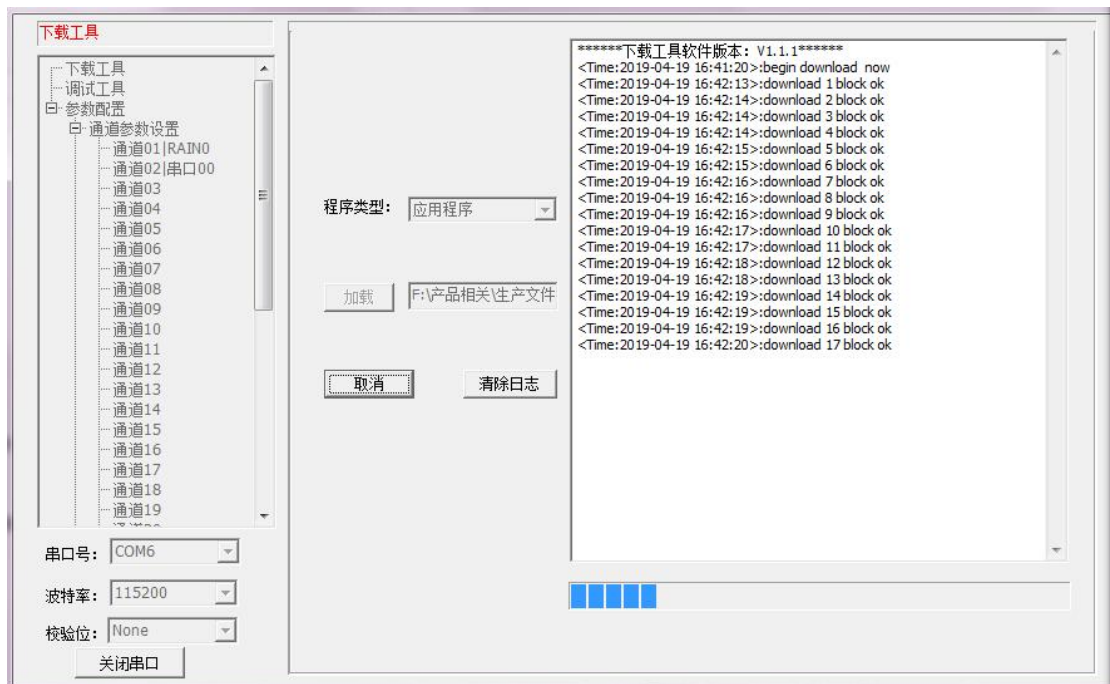 下载工具
下载工具
调试工具
参数配置
通道参数设置
通道01|RAIN0
通道02|串口00
通道03
通道04
通道05
通道06
通道07
通道08
通道09
通道10
通道11
通道12
通道13
通道14
通道15
通道16
通道17
通道18
通道19
串口号： COM6
波特率： 115200
校验位： None
关闭串口
程序类型： 应用程序
加载 F:\产品相关\生产文件
取消 清除日志
******下载工具软件版本：V1.1.1******
<Time:2019-04-19 16:41:20>:begin download  now
<Time:2019-04-19 16:42:13>:download 1 block ok
<Time:2019-04-19 16:42:14>:download 2 block ok
<Time:2019-04-19 16:42:14>:download 3 block ok
<Time:2019-04-19 16:42:14>:download 4 block ok
<Time:2019-04-19 16:42:15>:download 5 block ok
<Time:2019-04-19 16:42:15>:download 6 block ok
<Time:2019-04-19 16:42:16>:download 7 block ok
<Time:2019-04-19 16:42:16>:download 8 block ok
<Time:2019-04-19 16:42:16>:download 9 block ok
<Time:2019-04-19 16:42:17>:download 10 block ok
<Time:2019-04-19 16:42:17>:download 11 block ok
<Time:2019-04-19 16:42:18>:download 12 block ok
<Time:2019-04-19 16:42:18>:download 13 block ok
<Time:2019-04-19 16:42:19>:download 14 block ok
<Time:2019-04-19 16:42:19>:download 15 block ok
<Time:2019-04-19 16:42:19>:download 16 block ok
<Time:2019-04-19 16:42:20>:download 17 block ok